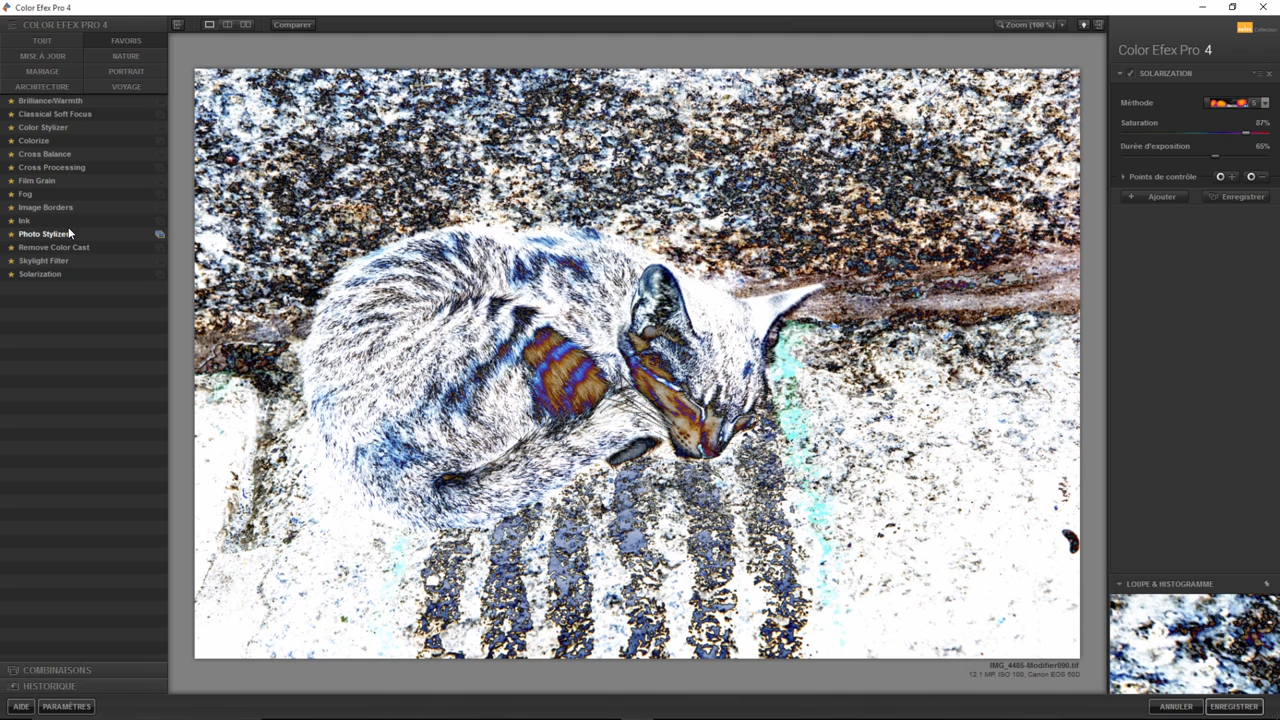 Color Efex Pro 4
COLOR EFEX PRO 4
Comparer
Zoom (100 %)
TOUT
FAVORIS
MISE À JOUR
NATURE
MARIAGE
PORTRAIT
ARCHITECTURE
VOYAGE
Brilliance/Warmth
Classical Soft Focus
Color Stylizer
Colorize
Cross Balance
Cross Processing
Film Grain
Fog
Image Borders
Ink
Photo Stylizer
Remove Color Cast
Skylight Filter
Solarization
COMBINAISONS
HISTORIQUE
AIDE
PARAMÈTRES
IMG_4485-Modifier090.tif
12.1 MP, ISO 100, Canon EOS 50D
Collection
Color Efex Pro 4
SOLARIZATION
Méthode
5
Saturation
87%
Durée d'exposition
65%
Points de contrôle
Ajouter
Enregistrer
LOUPE & HISTOGRAMME
ANNULER
ENREGISTRER